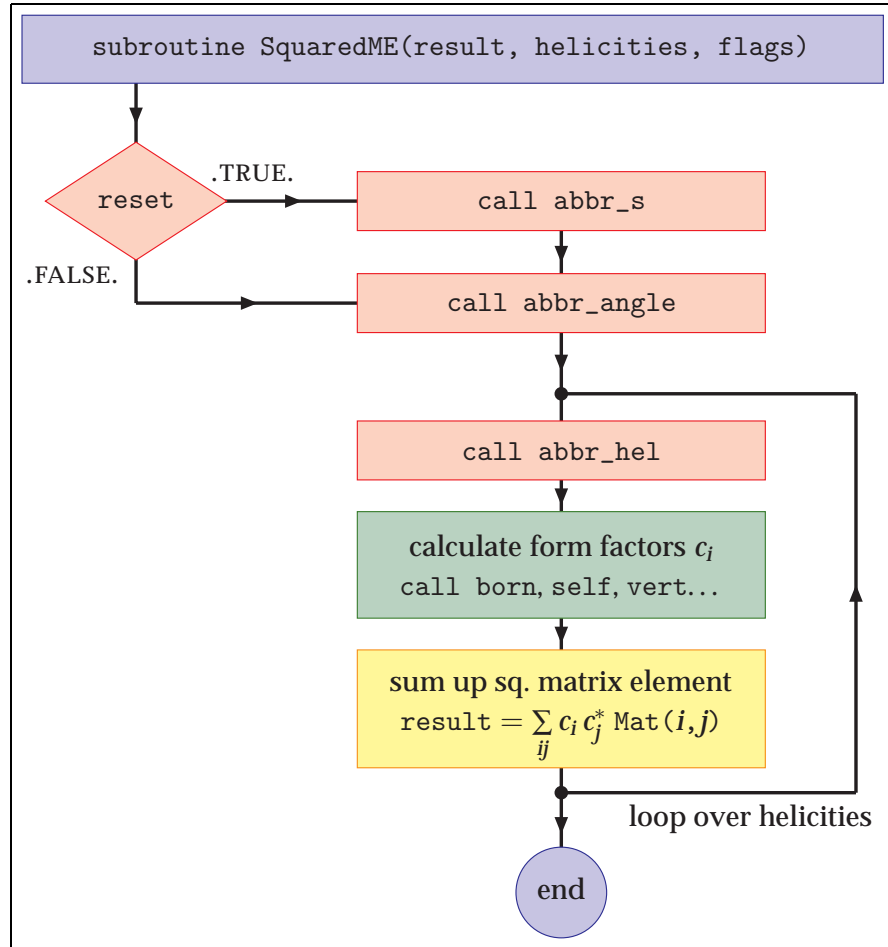 subroutine SquaredME(result, helicities, flags)
.TRUE.
reset
call abbr_s
.FALSE.
call abbr_angle
call abbr_hel
calculate form factors c_i
call born, self, vert...
sum up sq. matrix element
result = ∑_{ij} c_i c_j^* Mat(i,j)
loop over helicities
end